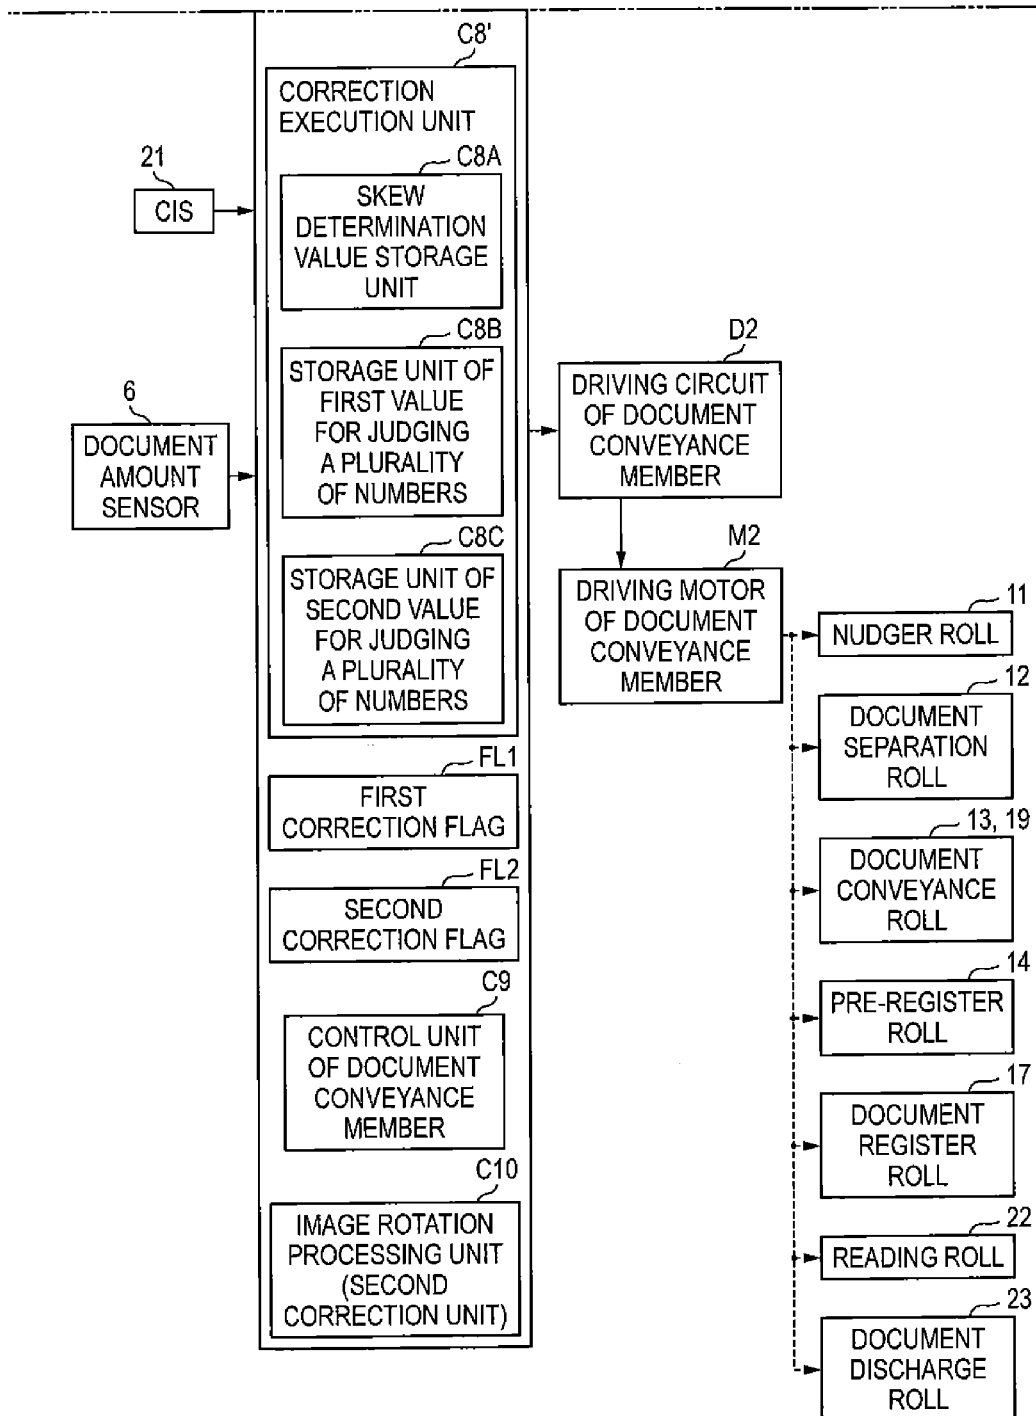 C8'
CORRECTION
EXECUTION UNIT
21
CIS
C8A
SKEW
DETERMINATION
VALUE STORAGE
UNIT
C8B
STORAGE UNIT OF
FIRST VALUE
FOR JUDGING
A PLURALITY
OF NUMBERS
6
DOCUMENT
AMOUNT
SENSOR
D2
DRIVING CIRCUIT
OF DOCUMENT
CONVEYANCE
MEMBER
C8C
STORAGE UNIT OF
SECOND VALUE
FOR JUDGING
A PLURALITY
OF NUMBERS
M2
DRIVING MOTOR
OF DOCUMENT
CONVEYANCE
MEMBER
11
NUDGER ROLL
12
DOCUMENT
SEPARATION
ROLL
FL1
FIRST
CORRECTION FLAG
13, 19
DOCUMENT
CONVEYANCE
ROLL
FL2
SECOND
CORRECTION FLAG
14
PRE-REGISTER
ROLL
C9
CONTROL UNIT
OF DOCUMENT
CONVEYANCE
MEMBER
17
DOCUMENT
REGISTER
ROLL
C10
IMAGE ROTATION
PROCESSING UNIT
(SECOND
CORRECTION UNIT)
22
READING ROLL
23
DOCUMENT
DISCHARGE
ROLL